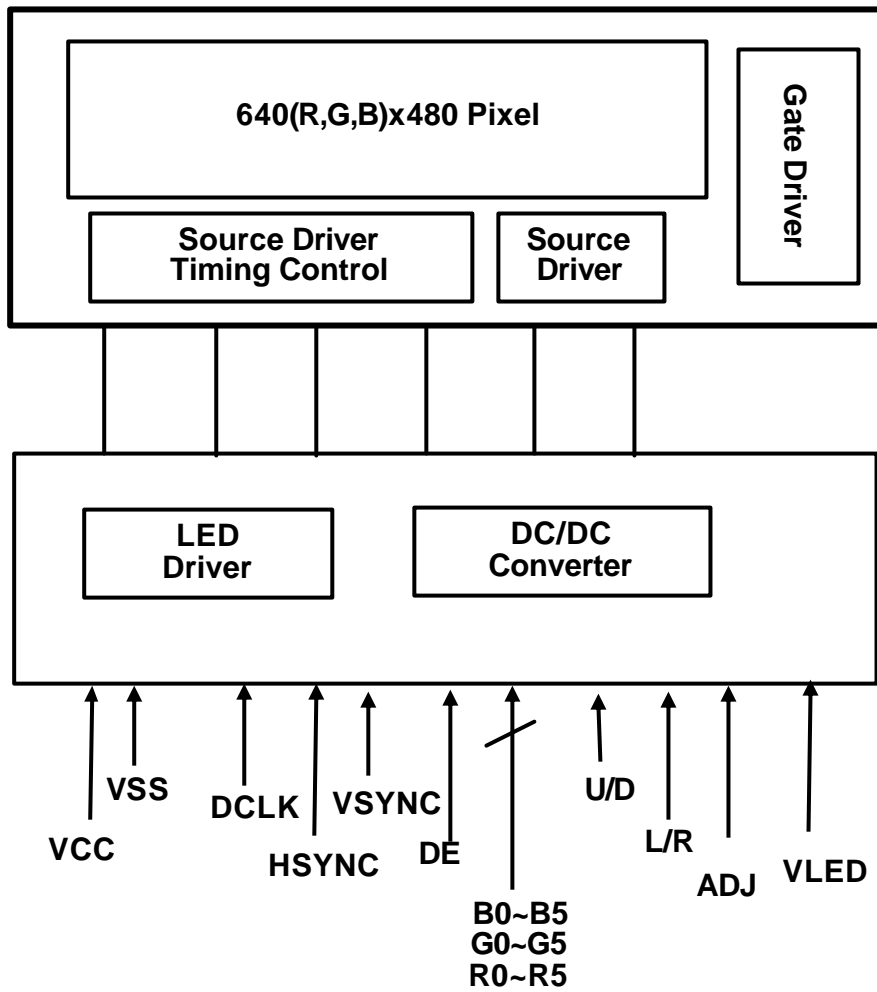 640(R,G,B)x480 Pixel
Gate Driver
Source Driver
Timing Control
Source
Driver
LED
Driver
DC/DC
Converter
VCC
VSS
DCLK
HSYNC
VSYNC
DE
B0~B5
G0~G5
R0~R5
U/D
L/R
ADJ
VLED